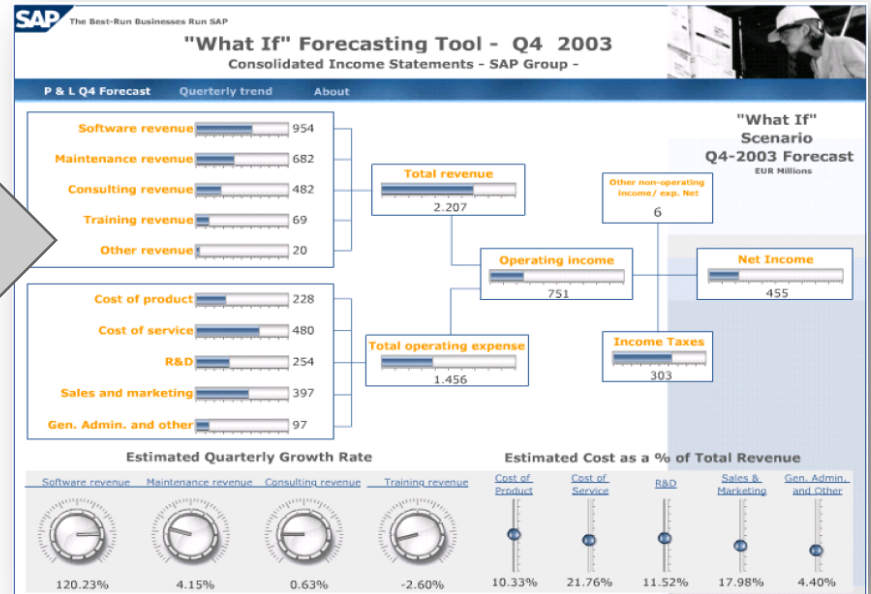 SAP
The Best-Run Businesses Run SAP
"What If" Forecasting Tool - Q4 2003
Consolidated Income Statements - SAP Group -
P & L Q4 Forecast Querterly trend About
"What If"
Scenario
Q4-2003 Forecast
EUR Millions
Software revenue 954
Maintenance revenue 682
Consulting revenue 482
Training revenue 69
Other revenue 20
Total revenue
2.207
Other non-operating
income/ exp. Net
6
Operating income
751
Net Income
455
Cost of product 228
Cost of service 480
R&D 254
Sales and marketing 397
Gen. Admin. and other 97
Total operating expense
1.456
Income Taxes
303
Estimated Quarterly Growth Rate
Software revenue Maintenance revenue Consulting revenue Training revenue
120.23% 4.15% 0.63% -2.60%
Estimated Cost as a % of Total Revenue
Cost of Product
Cost of Service
R&D
Sales & Marketing
Gen. Admin. and Other
10.33% 21.76% 11.52% 17.98% 4.40%